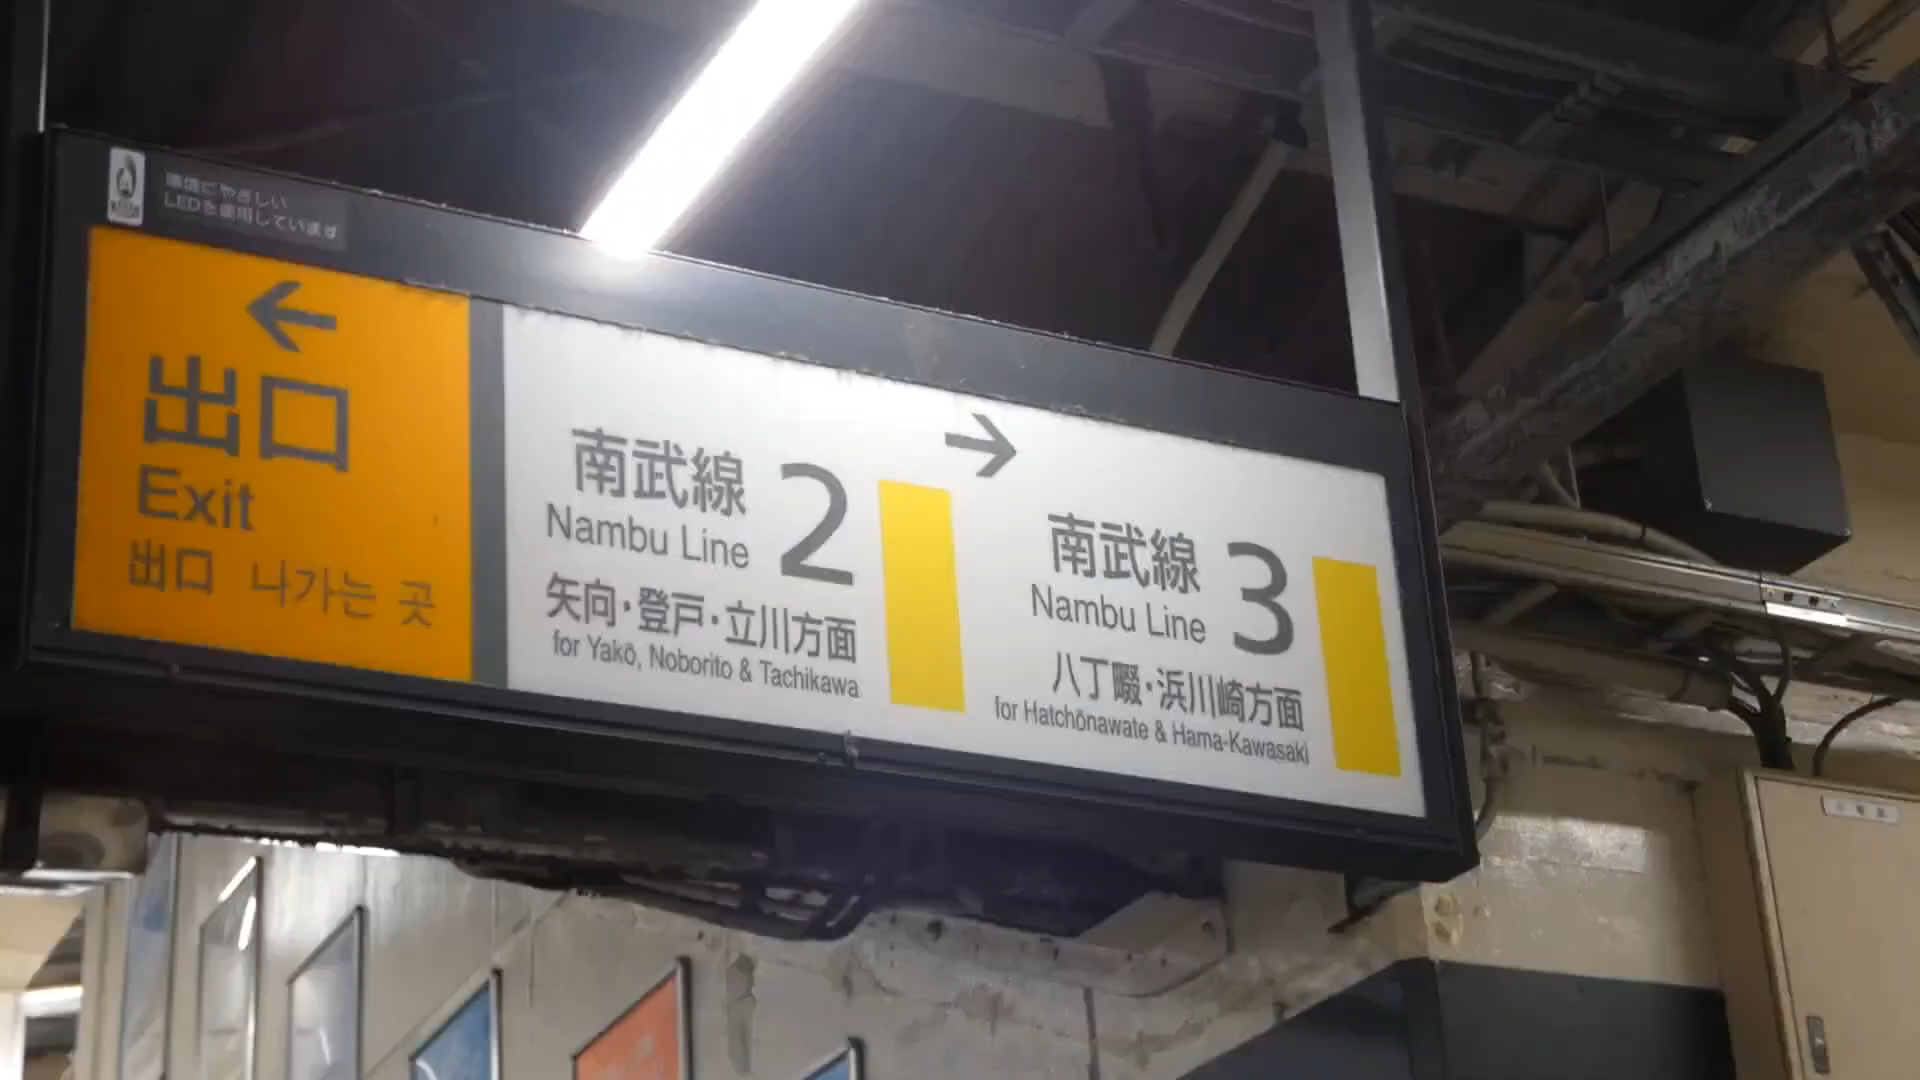 環境にやさしい
LEDを使用しています
←
出口
Exit
出口 나가는 곳
→
南武線 2
Nambu Line
矢向・登戸・立川方面
for Yakō, Noborito & Tachikawa
南武線 3
Nambu Line
八丁畷・浜川崎方面
for Hatchōnawate & Hama-Kawasaki